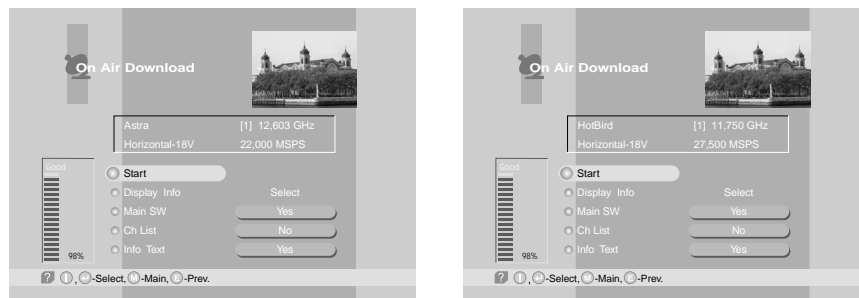 On Air Download
Astra [1] 12,603 GHz
Horizontal-18V 22,000 MSPS
Good
Start
Display Info Select
Main SW Yes
Ch List No
Info Text Yes
98%
? , -Select, M -Main, E -Prev.
On Air Download
HotBird [1] 11,750 GHz
Horizontal-18V 27,500 MSPS
Good
Start
Display Info Select
Main SW Yes
Ch List No
Info Text Yes
98%
? , -Select, -Main, E -Prev.